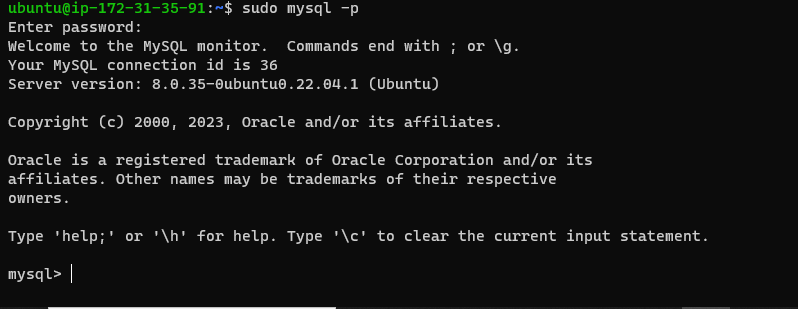 ubuntu@ip-172-31-35-91:~$ sudo mysql -p
Enter password:
Welcome to the MySQL monitor.  Commands end with ; or \g.
Your MySQL connection id is 36
Server version: 8.0.35-0ubuntu0.22.04.1 (Ubuntu)
Copyright (c) 2000, 2023, Oracle and/or its affiliates.
Oracle is a registered trademark of Oracle Corporation and/or its
affiliates. Other names may be trademarks of their respective
owners.
Type 'help;' or '\h' for help. Type '\c' to clear the current input statement.
mysql>